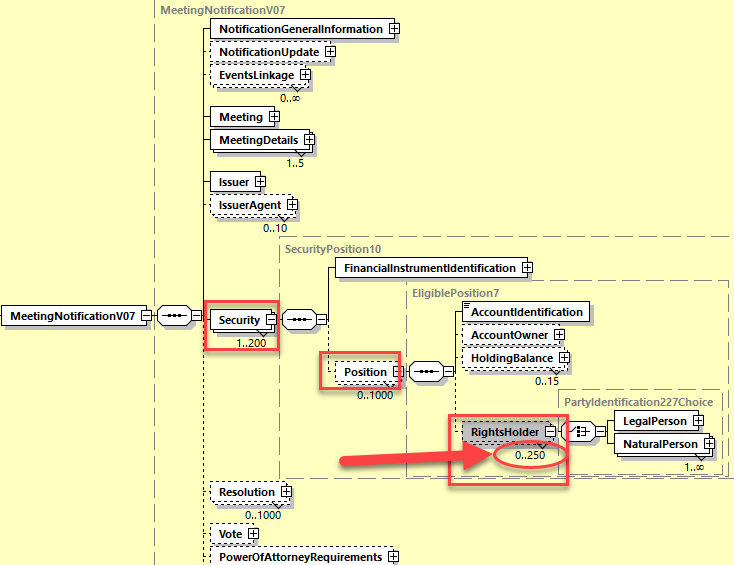 MeetingNotificationV07
NotificationGeneralInformation
NotificationUpdate
EventsLinkage
0..∞
Meeting
MeetingDetails
1..5
Issuer
IssuerAgent
0..10
SecurityPosition10
FinancialInstrumentIdentification
EligiblePosition7
MeetingNotificationV07
Security
1..200
AccountIdentification
AccountOwner
HoldingBalance
0..15
Position
0..1000
PartyIdentification227Choice
RightsHolder
0..250
LegalPerson
NaturalPerson
1..∞
Resolution
0..1000
Vote
PowerOfAttorneyRequirements